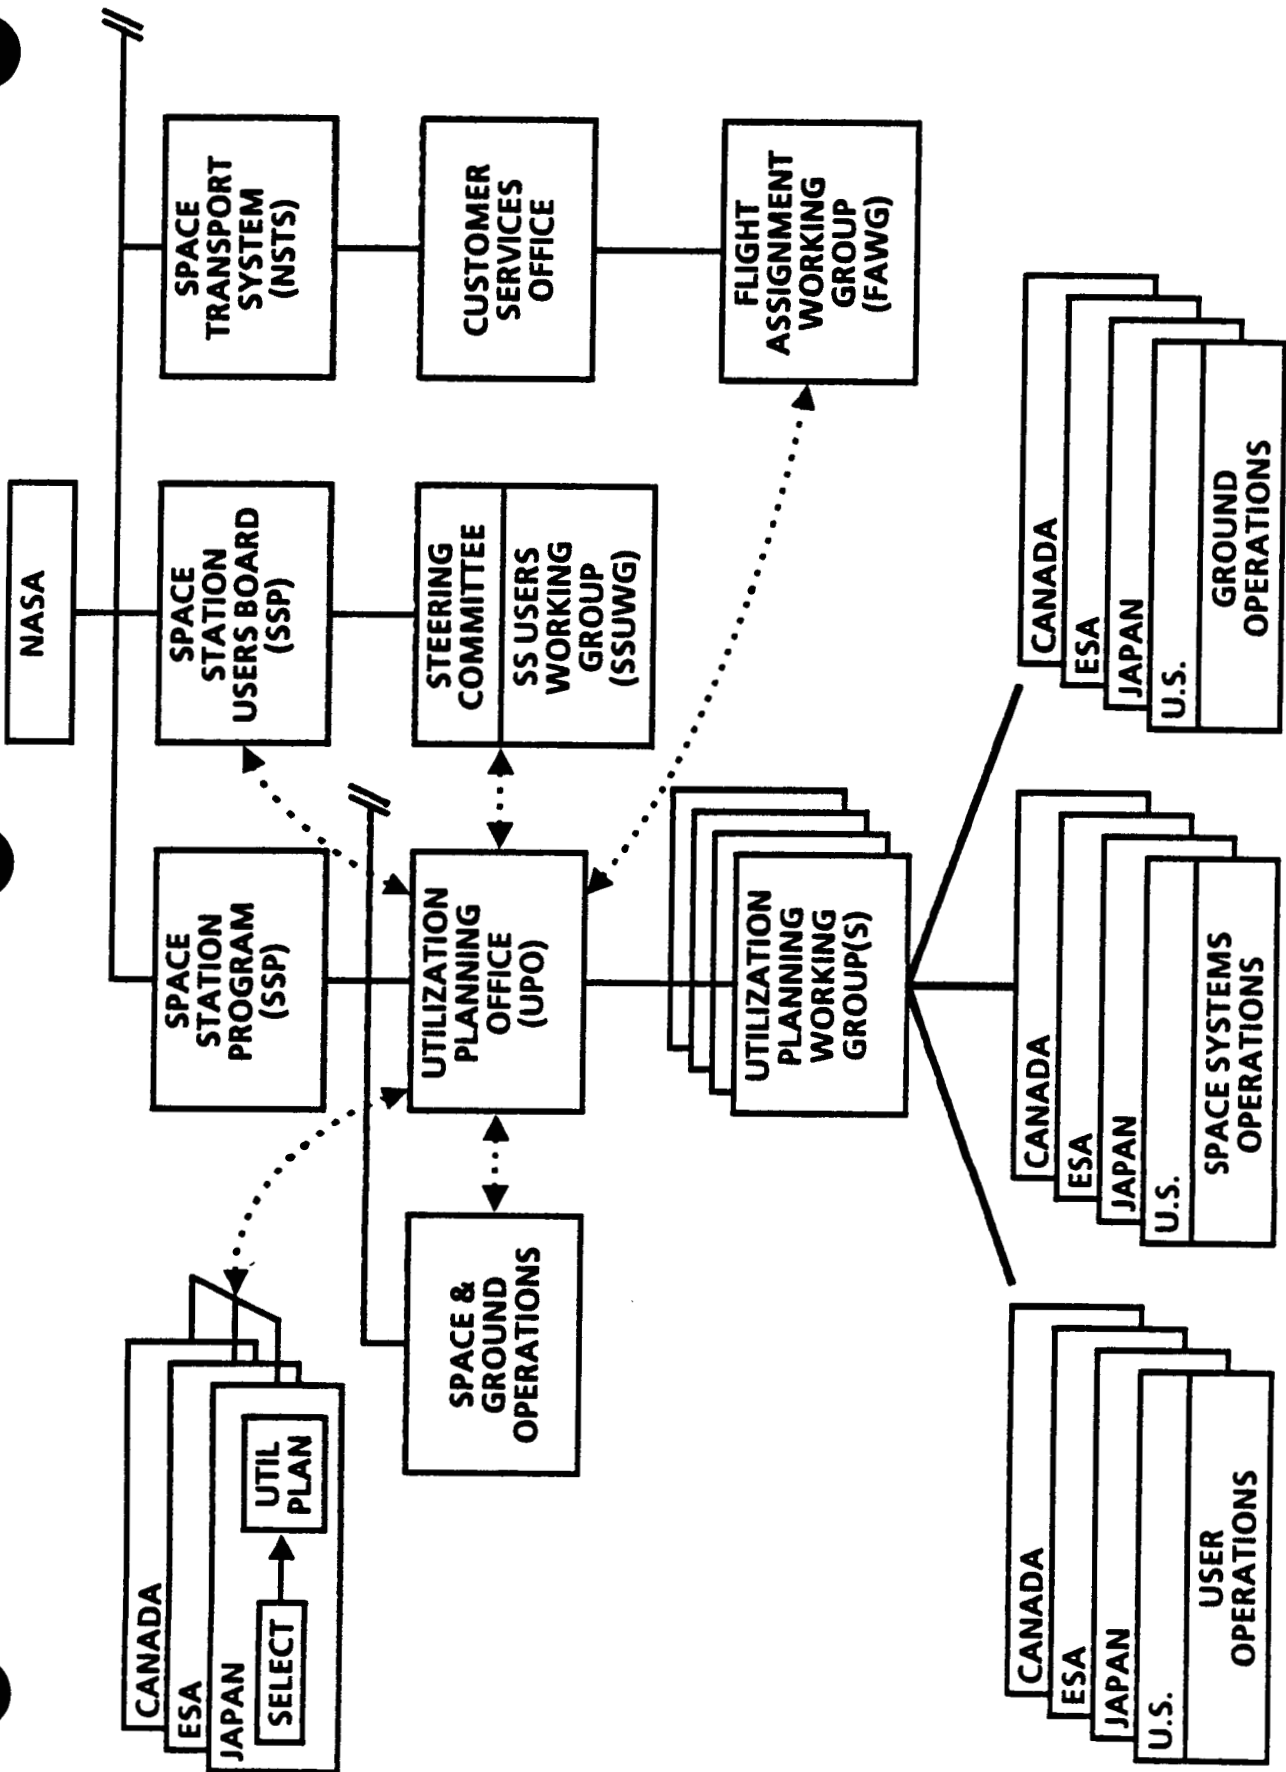 NASA
SPACE
STATION
PROGRAM
(SSP)
SPACE
STATION
USERS BOARD
(SSP)
SPACE
TRANSPORT
SYSTEM
(NSTS)
CANADA
ESA
JAPAN
SELECT
UTIL
PLAN
SPACE &
GROUND
OPERATIONS
UTILIZATION
PLANNING
OFFICE
(UPO)
STEERING
COMMITTEE
SS USERS
WORKING
GROUP
(SSUWG)
CUSTOMER
SERVICES
OFFICE
UTILIZATION
PLANNING
WORKING
GROUP(S)
FLIGHT
ASSIGNMENT
WORKING
GROUP
(FAWG)
CANADA
ESA
JAPAN
U.S.
USER
OPERATIONS
CANADA
ESA
JAPAN
U.S.
SPACE SYSTEMS
OPERATIONS
CANADA
ESA
JAPAN
U.S.
GROUND
OPERATIONS